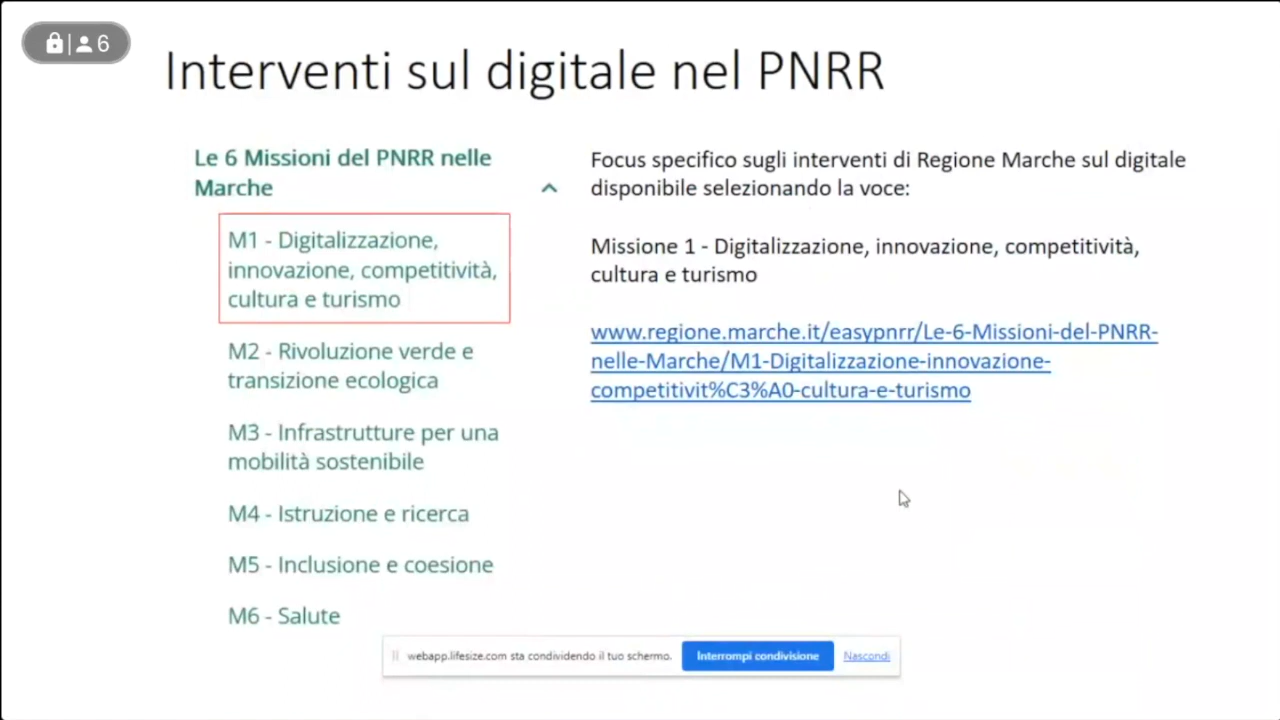 6
Interventi sul digitale nel PNRR
Le 6 Missioni del PNRR nelle
Marche
M1 - Digitalizzazione,
innovazione, competitività,
cultura e turismo
M2 - Rivoluzione verde e
transizione ecologica
M3 - Infrastrutture per una
mobilità sostenibile
M4 - Istruzione e ricerca
M5 - Inclusione e coesione
M6 - Salute
Focus specifico sugli interventi di Regione Marche sul digitale
disponibile selezionando la voce:
Missione 1 - Digitalizzazione, innovazione, competitività,
cultura e turismo
www.regione.marche.it/easypnrr/Le-6-Missioni-del-PNRR-
nelle-Marche/M1-Digitalizzazione-innovazione-
competitivit%C3%A0-cultura-e-turismo
webapp.lifesize.com sta condividendo il tuo schermo.
Interrompi condivisione
Nascondi